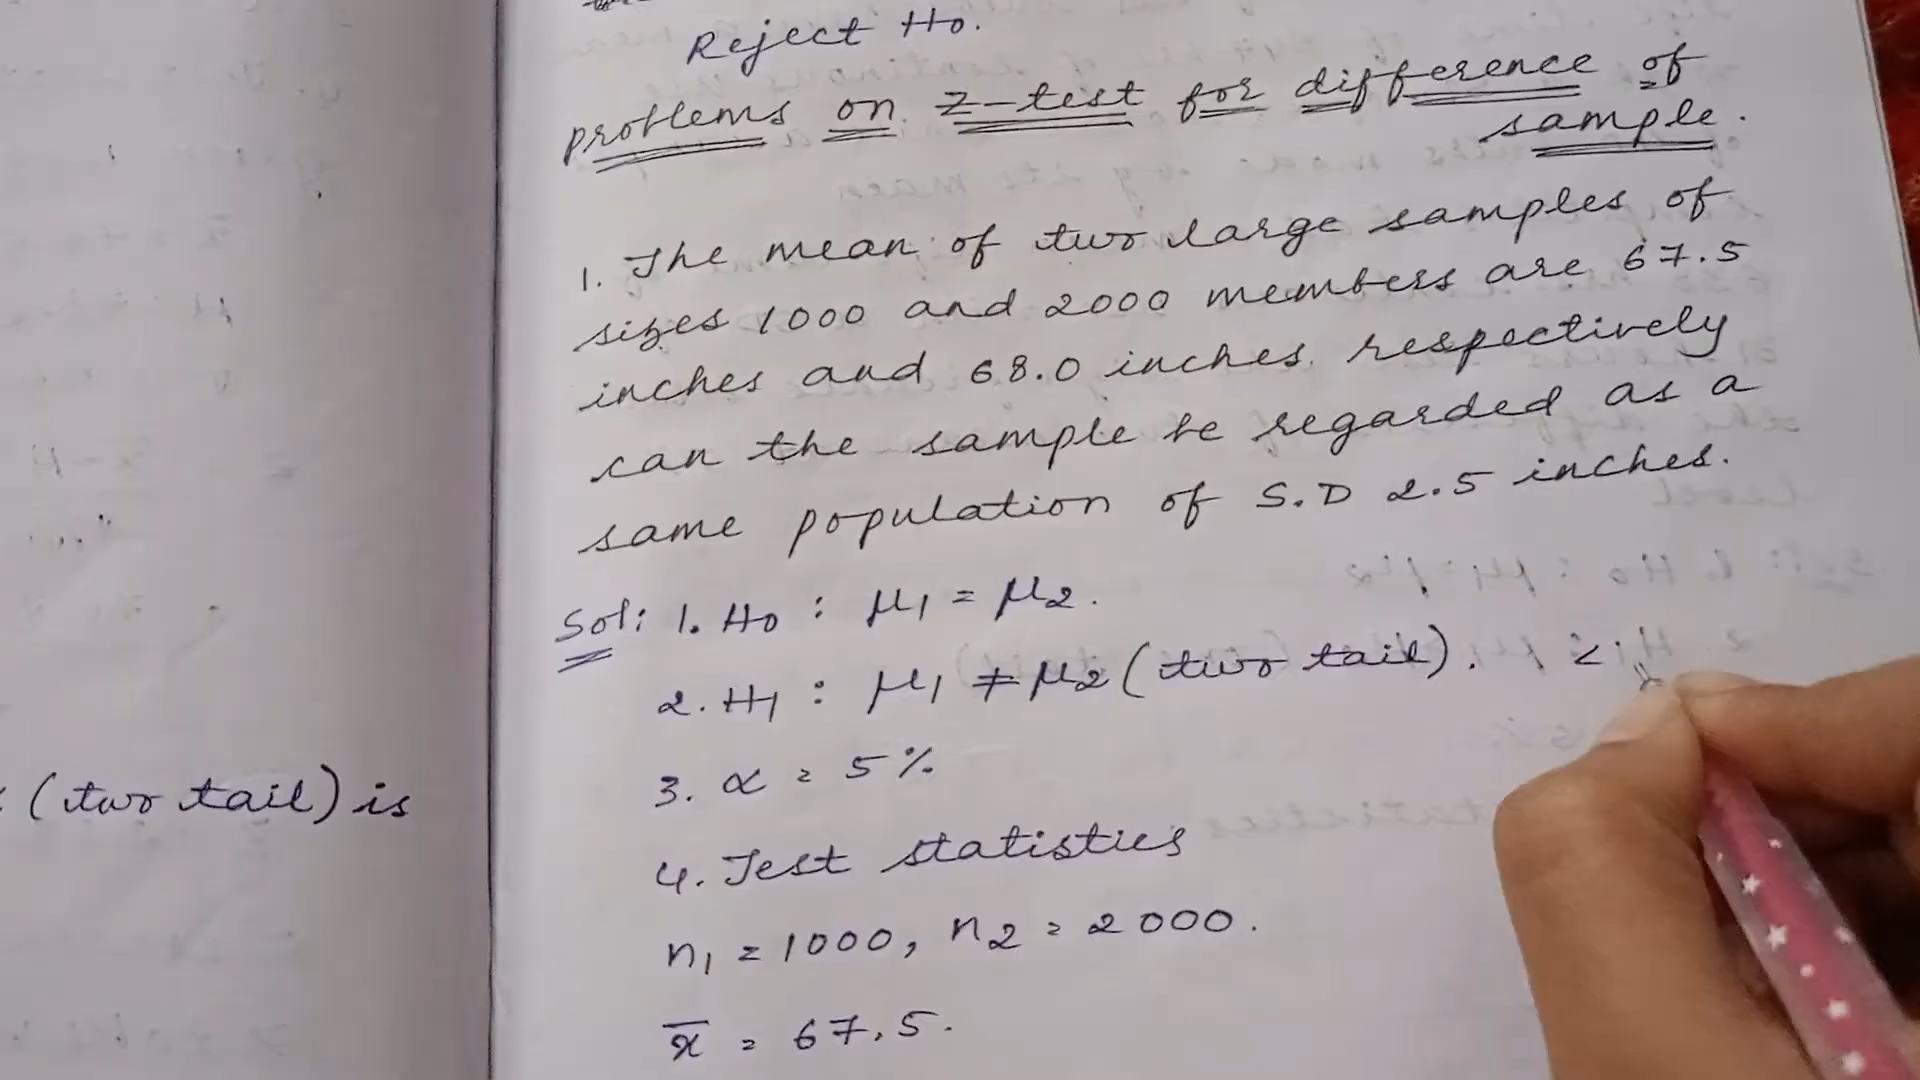 (two tail) is
Reject Ho.
problems on z-test for difference of
sample.
1. The mean of two large samples of
sizes 1000 and 2000 members are 67.5
inches and 68.0 inches. respectively
can the sample be regarded as a
same population of S.D 2.5 inches.
Sol: 1. H0 : μ1 = μ2.
2. H1 : μ1 ≠ μ2 (two tail). <
3. α = 5%
4. Test statistics
n1 = 1000, n2 = 2000.
x̄ = 67.5.